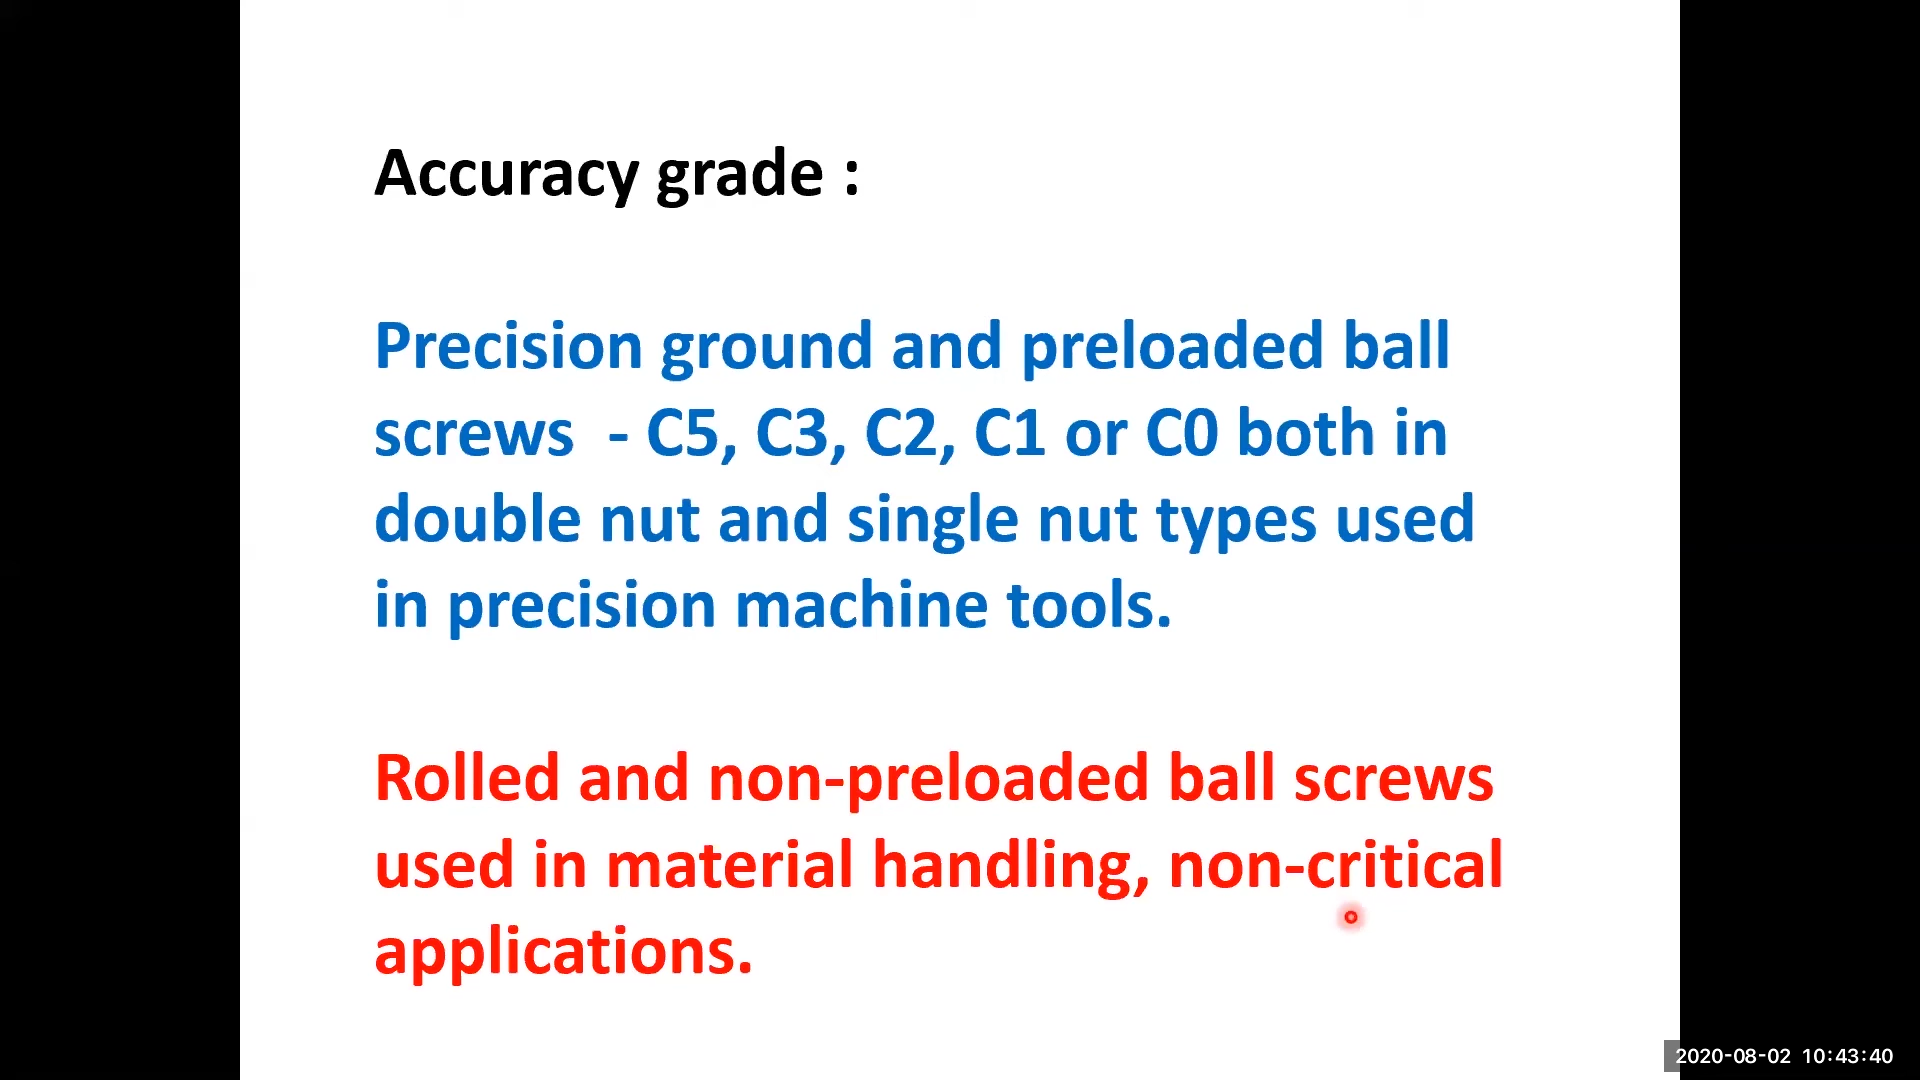 Accuracy grade :
Precision ground and preloaded ball
screws  - C5, C3, C2, C1 or C0 both in
double nut and single nut types used
in precision machine tools.
Rolled and non-preloaded ball screws
used in material handling, non-critical
applications.
2020-08-02 10:43:40